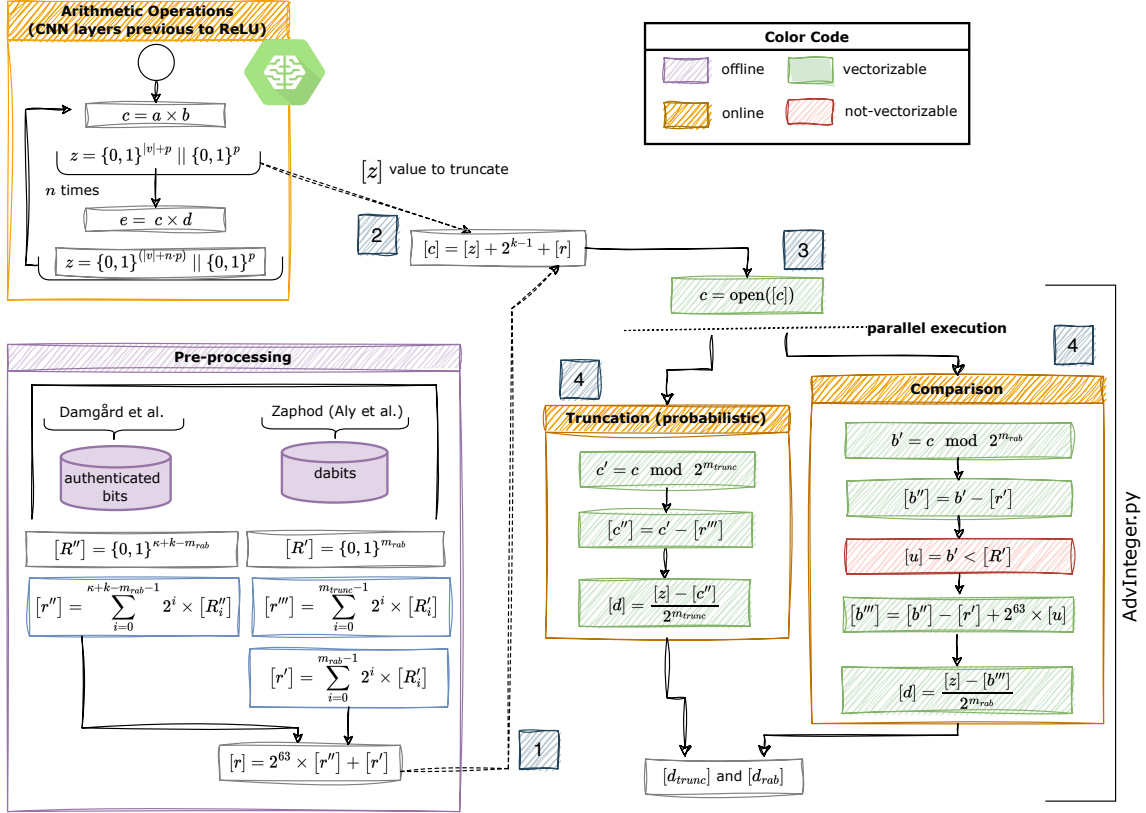 Arithmetic Operations
(CNN layers previous to ReLU)
c = a × b
z = {0, 1}^{|v|+p} || {0, 1}^p
n times
e = c × d
z = {0, 1}^{(|v|+n·p)} || {0, 1}^p
Color Code
offline
vectorizable
online
not-vectorizable
[z] value to truncate
2
[c] = [z] + 2^{k−1} + [r]
3
c = open([c])
parallel execution
4
4
Pre-processing
Damgård et al.
Zaphod (Aly et al.)
authenticated
bits
dabits
[R''] = {0, 1}^{κ+k−m_{rab}}
[R'] = {0, 1}^{m_{rab}}
[r''] = \sum_{i=0}^{κ+k−m_{rab}−1} 2^i × [R''_i]
[r'''] = \sum_{i=0}^{m_{trunc}−1} 2^i × [R'_i]
[r'] = \sum_{i=0}^{m_{rab}−1} 2^i × [R'_i]
[r] = 2^{63} × [r''] + [r']
1
Truncation (probabilistic)
c' = c mod 2^{m_{trunc}}
[c''] = c' − [r''']
[d] = \frac{[z] − [c'']}{2^{m_{trunc}}}
Comparison
b' = c mod 2^{m_{rab}}
[b''] = b' − [r']
[u] = b' < [R']
[b'''] = [b''] − [r'] + 2^{63} × [u]
[d] = \frac{[z] − [b''']}{2^{m_{rab}}}
[d_{trunc}] and [d_{rab}]
AdvInteger.py